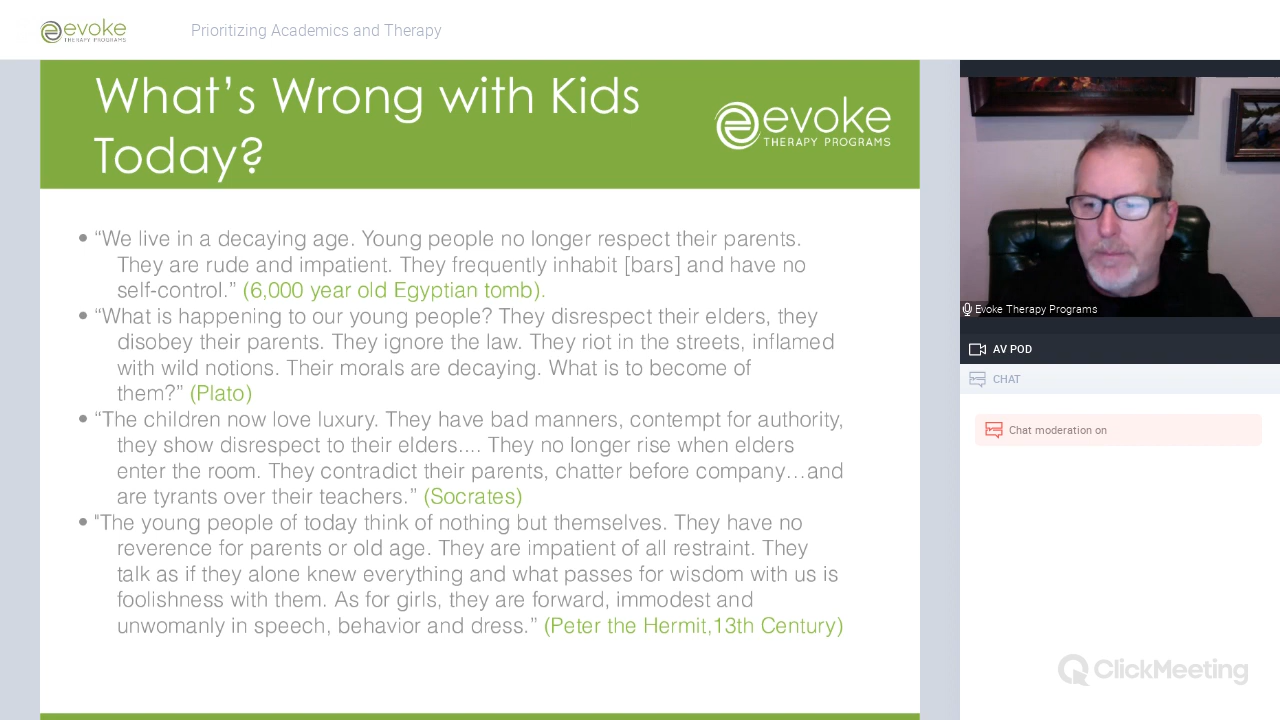 evoke
THERAPY PROGRAMS
Prioritizing Academics and Therapy
What’s Wrong with Kids
Today?
evoke
THERAPY PROGRAMS
• “We live in a decaying age. Young people no longer respect their parents.
They are rude and impatient. They frequently inhabit [bars] and have no
self-control.” (6,000 year old Egyptian tomb).
• “What is happening to our young people? They disrespect their elders, they
disobey their parents. They ignore the law. They riot in the streets, inflamed
with wild notions. Their morals are decaying. What is to become of
them?” (Plato)
• “The children now love luxury. They have bad manners, contempt for authority,
they show disrespect to their elders.... They no longer rise when elders
enter the room. They contradict their parents, chatter before company…and
are tyrants over their teachers.” (Socrates)
• "The young people of today think of nothing but themselves. They have no
reverence for parents or old age. They are impatient of all restraint. They
talk as if they alone knew everything and what passes for wisdom with us is
foolishness with them. As for girls, they are forward, immodest and
unwomanly in speech, behavior and dress.” (Peter the Hermit,13th Century)
Evoke Therapy Programs
AV POD
CHAT
Chat moderation on
ClickMeeting